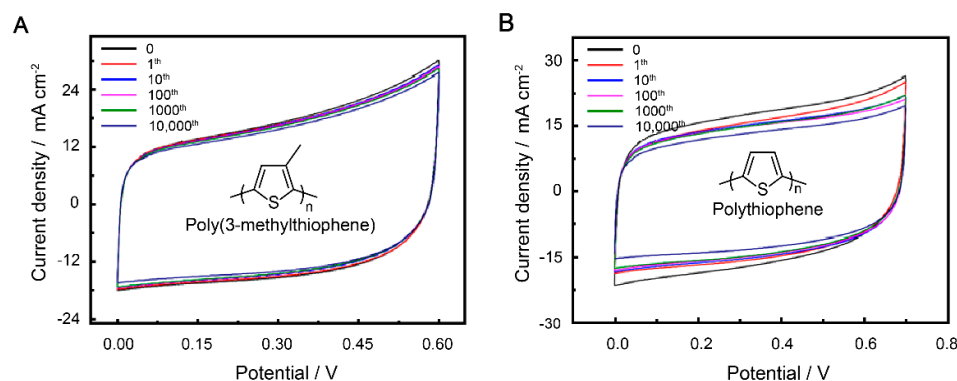 A
Current density / mA cm⁻²
24
12
0
-12
-24
0
1ᵗʰ
10ᵗʰ
100ᵗʰ
1000ᵗʰ
10,000ᵗʰ
S
n
Poly(3-methylthiophene)
0.00 0.15 0.30 0.45 0.60
Potential / V
B
Current density / mA cm⁻²
30
15
0
-15
-30
0
1ᵗʰ
10ᵗʰ
100ᵗʰ
1000ᵗʰ
10,000ᵗʰ
S
n
Polythiophene
0.0 0.2 0.4 0.6 0.8
Potential / V